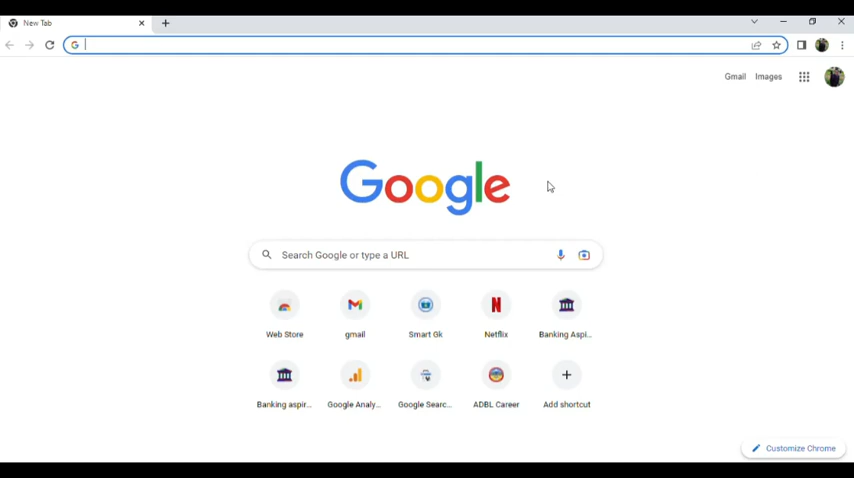 New Tab
Gmail Images
Google
Search Google or type a URL
Web Store gmail Smart Gk Netflix Banking Aspi...
Banking aspir... Google Analy... Google Searc... ADBL Career Add shortcut
Customize Chrome